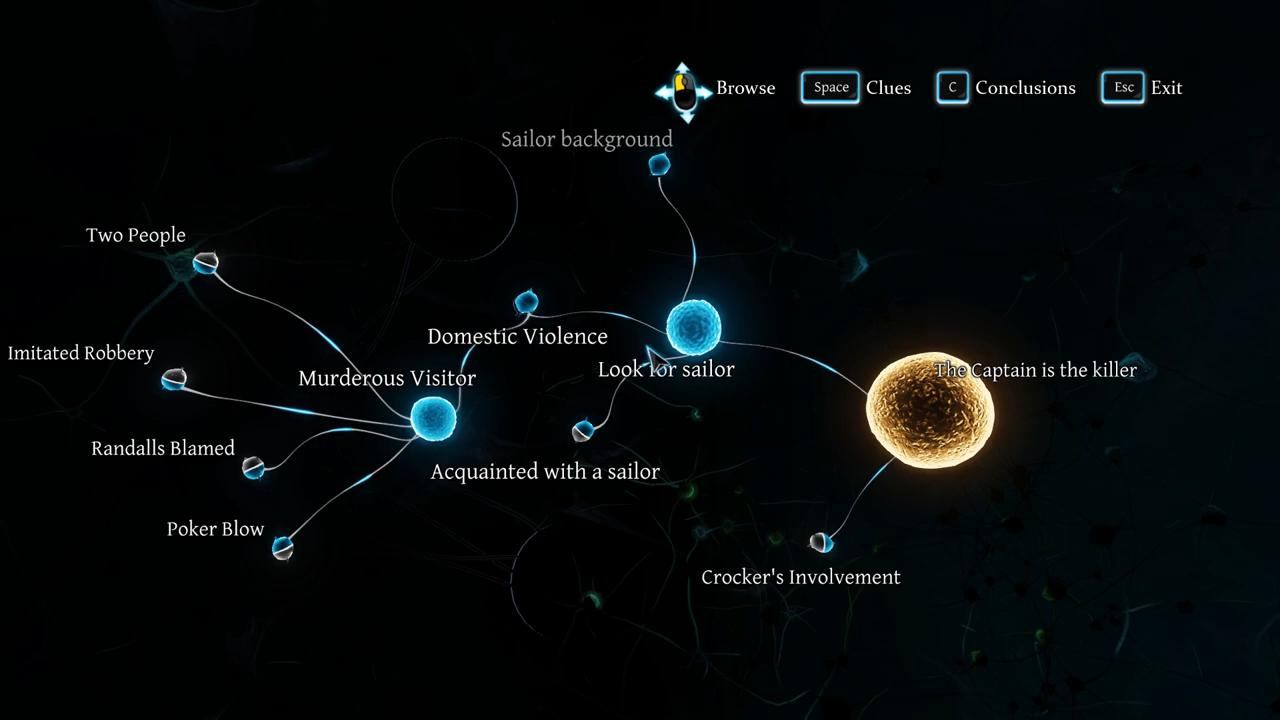 Browse
Space
Clues
C
Conclusions
Esc
Exit
Sailor background
Two People
Domestic Violence
Imitated Robbery
Look for sailor
The Captain is the killer
Murderous Visitor
Randalls Blamed
Acquainted with a sailor
Poker Blow
Crocker's Involvement